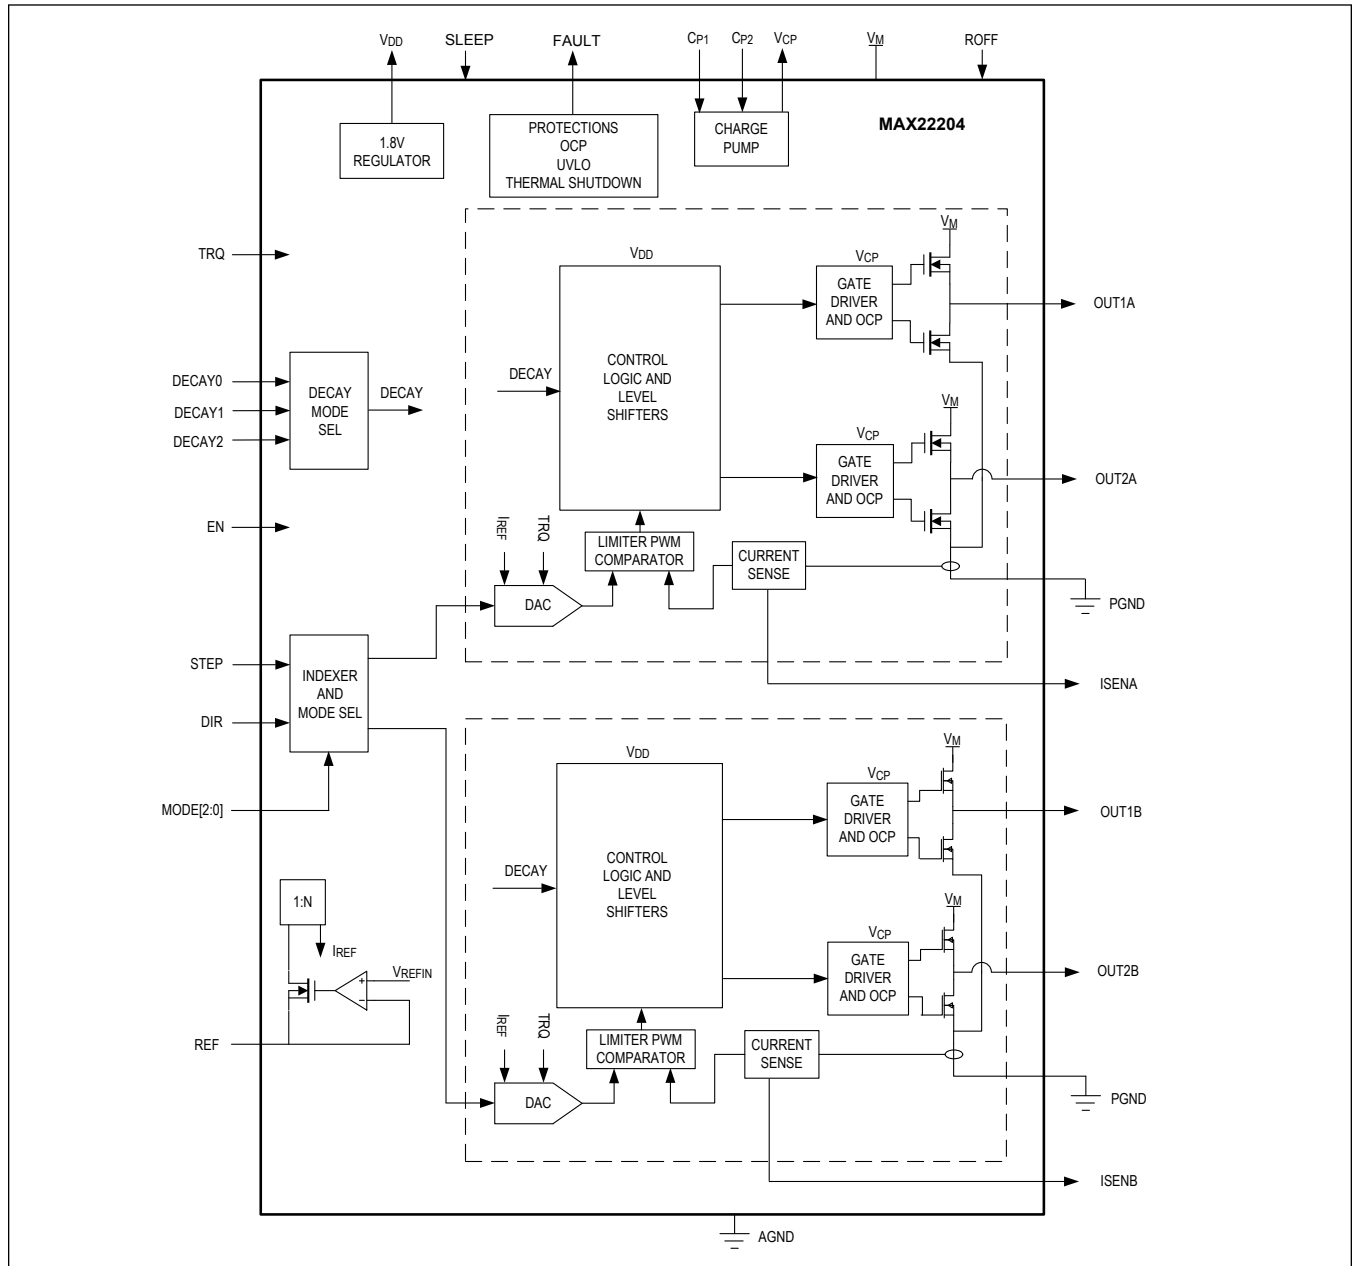 VDD
SLEEP
FAULT
CP1
CP2
VCP
VM
ROFF
MAX22204
1.8V
REGULATOR
PROTECTIONS
OCP
UVLO
THERMAL SHUTDOWN
CHARGE
PUMP
TRQ
DECAY0
DECAY1
DECAY2
DECAY
MODE
SEL
DECAY
EN
STEP
DIR
INDEXER
AND
MODE SEL
MODE[2:0]
1:N
IREF
VREFIN
+
–
REF
VDD
DECAY
CONTROL
LOGIC AND
LEVEL
SHIFTERS
VCP
GATE
DRIVER
AND OCP
VM
OUT1A
VCP
GATE
DRIVER
AND OCP
VM
OUT2A
IREF
TRQ
DAC
LIMITER PWM
COMPARATOR
CURRENT
SENSE
PGND
ISENA
VDD
DECAY
CONTROL
LOGIC AND
LEVEL
SHIFTERS
VCP
GATE
DRIVER
AND OCP
VM
OUT1B
VCP
GATE
DRIVER
AND OCP
VM
OUT2B
IREF
TRQ
DAC
LIMITER PWM
COMPARATOR
CURRENT
SENSE
PGND
ISENB
AGND